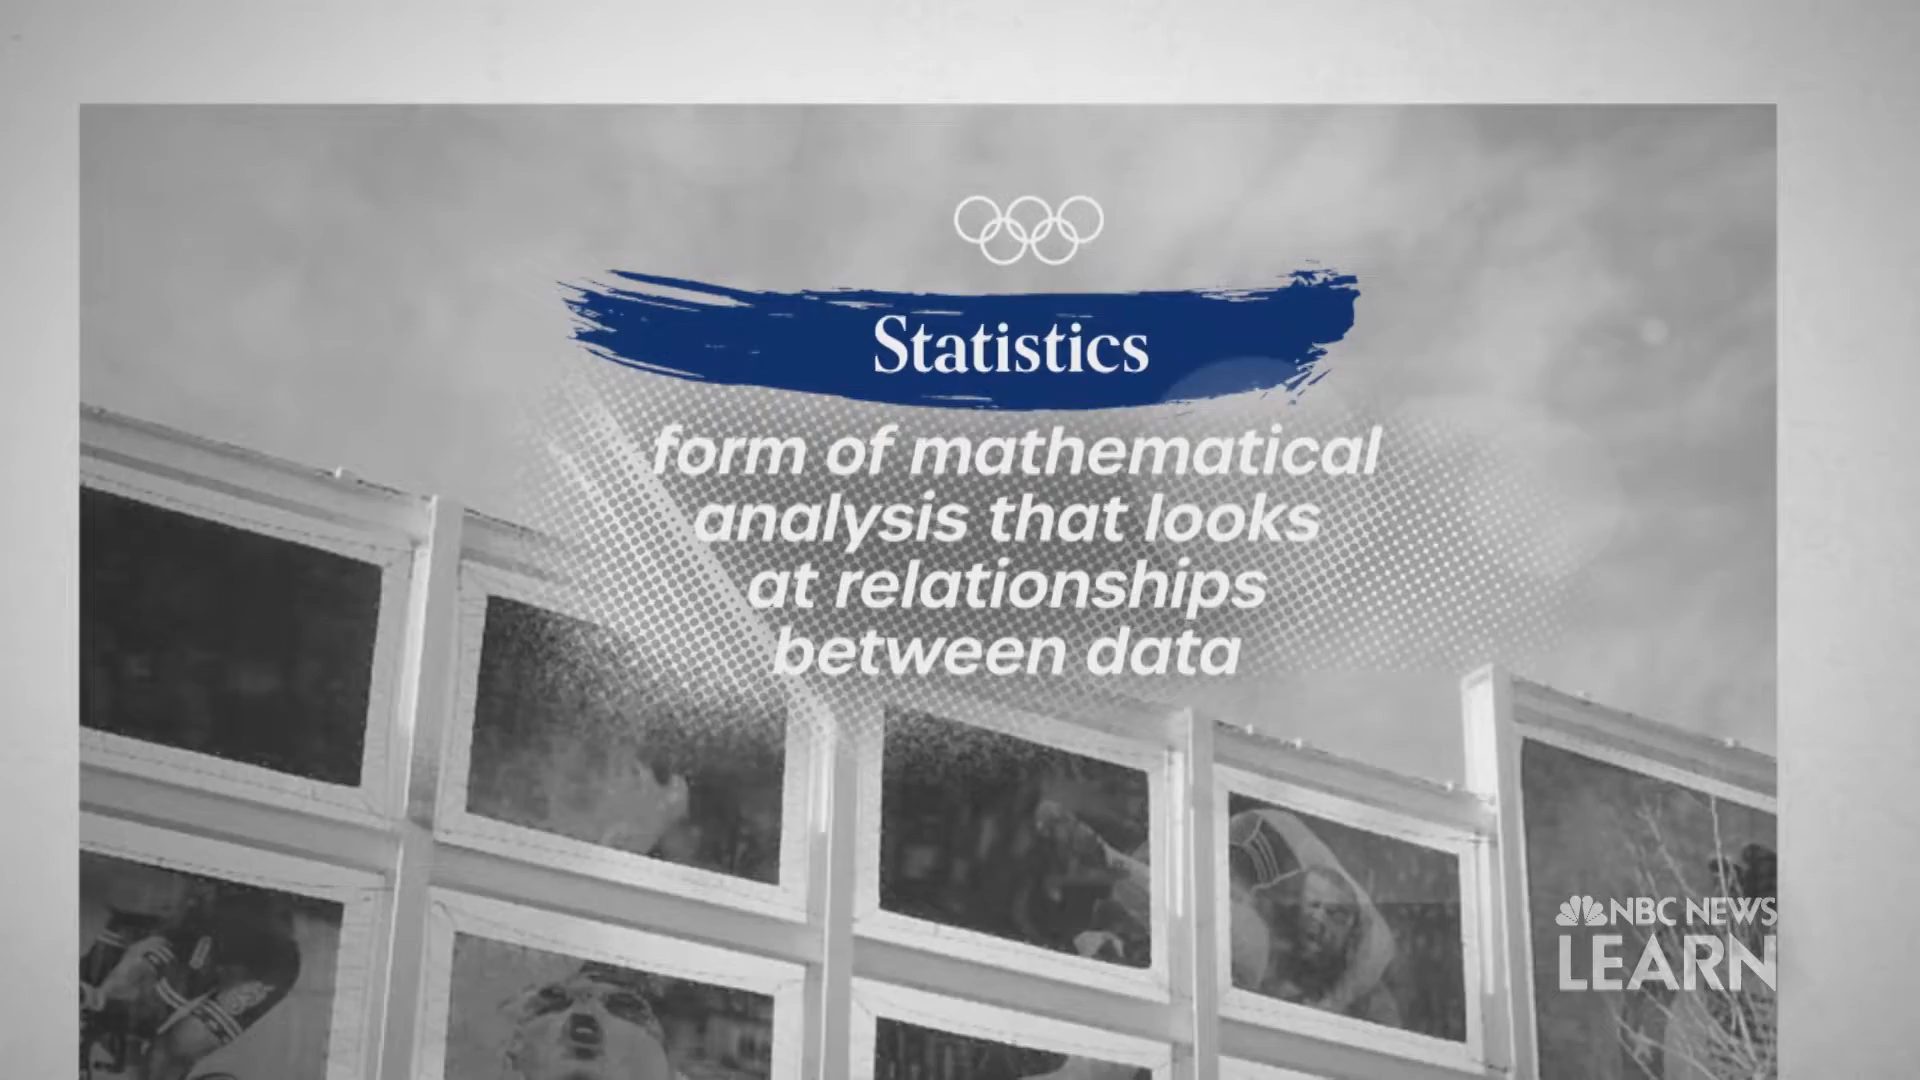 Statistics
form of mathematical
analysis that looks
at relationships
between data
NBC NEWS
LEARN